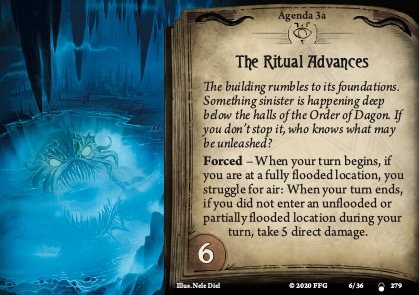 Agenda 3a
The Ritual Advances
The building rumbles to its foundations.
Something sinister is happening deep
below the halls of the Order of Dagon. If
you don't stop it, who knows what may
be unleashed?
Forced – When your turn begins, if
you are at a fully flooded location, you
struggle for air: When your turn ends,
if you did not enter an unflooded or
partially flooded location during your
turn, take 5 direct damage.
6
Illus. Nele Diel © 2020 FFG 6/36 279